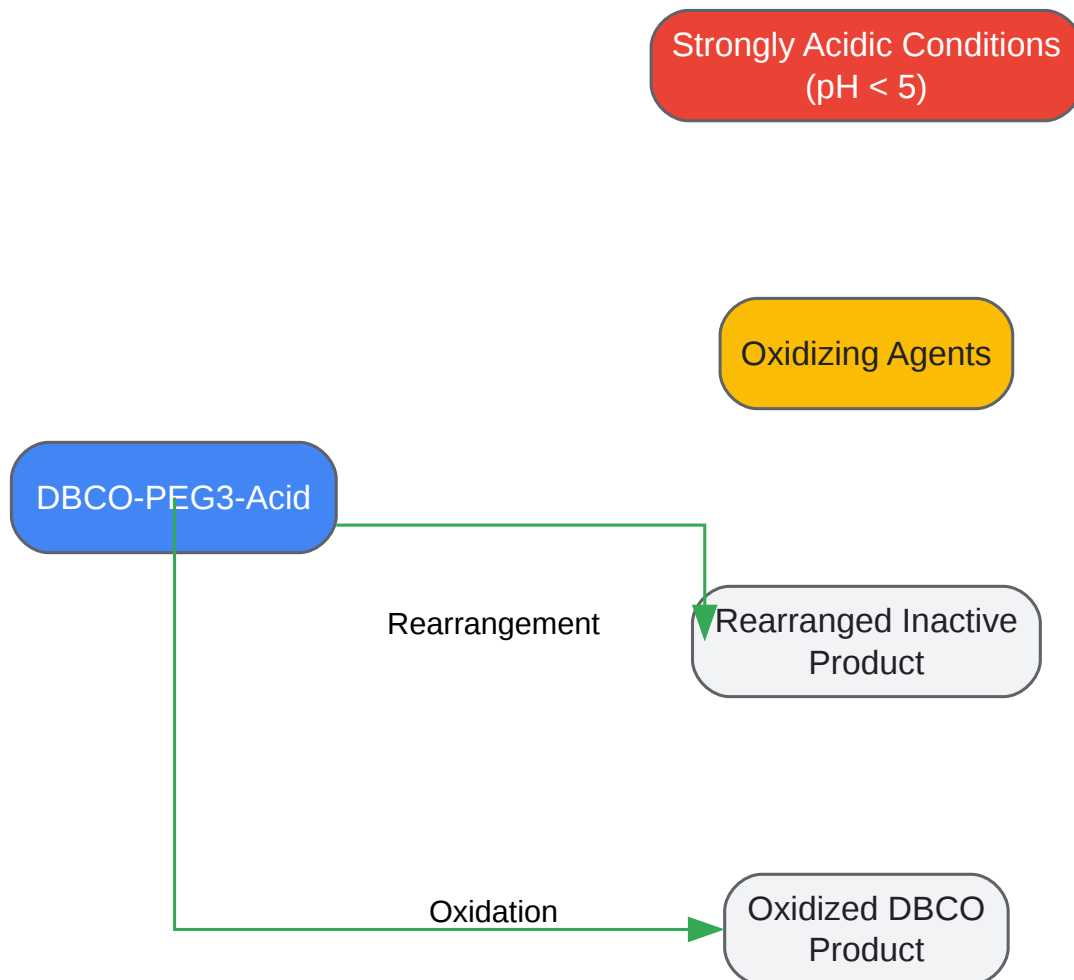 Strongly Acidic Conditions
(pH < 5)
Oxidizing Agents
DBCO-PEG3-Acid
Rearrangement
Rearranged Inactive
Product
Oxidation
Oxidized DBCO
Product